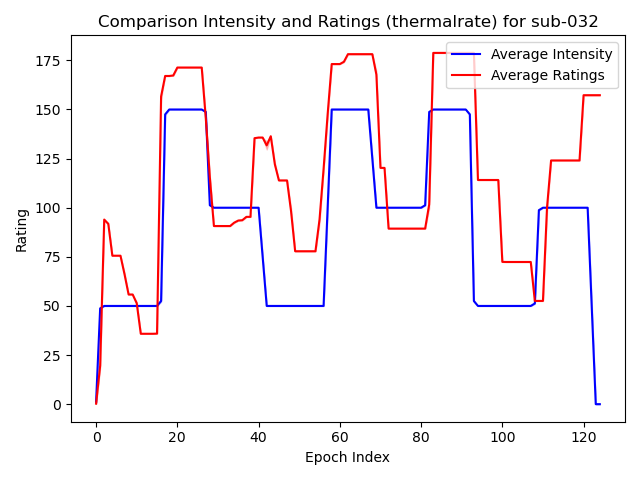 Comparison Intensity and Ratings (thermalrate) for sub-032
Average Intensity
Average Ratings
Rating
175
150
125
100
75
50
25
0
0 20 40 60 80 100 120
Epoch Index